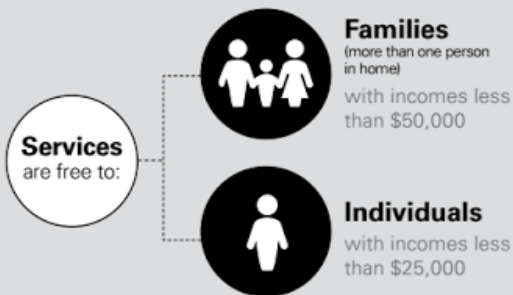 Services
are free to:
Families
(more than one person
in home)
with incomes less
than $50,000
Individuals
with incomes less
than $25,000